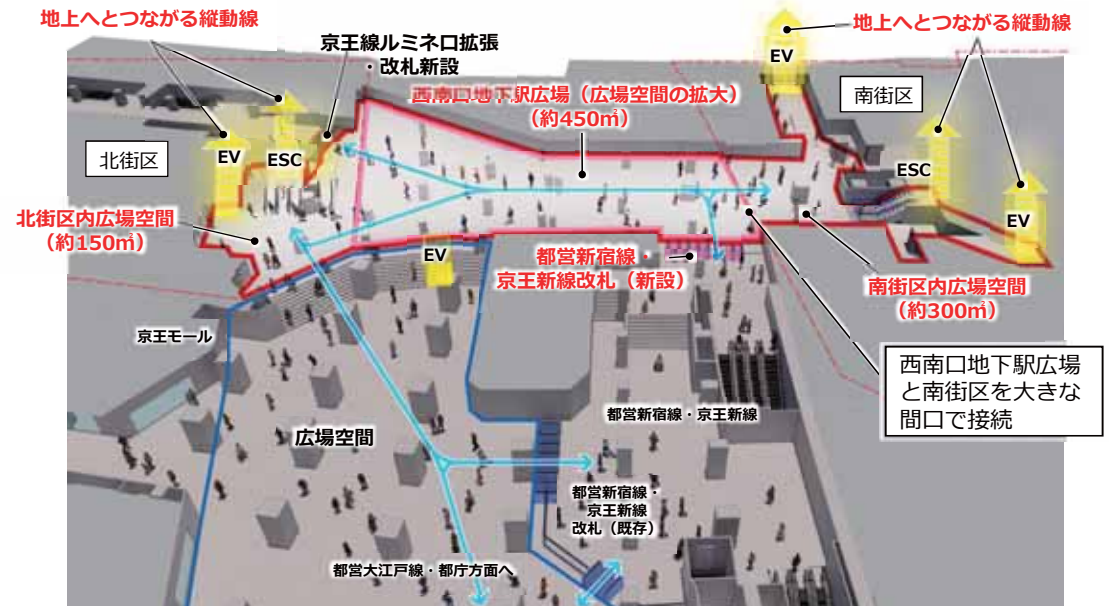 地上へとつながる縦動線
京王線ルミネ口拡張
・改札新設
西南口地下駅広場（広場空間の拡大）
（約450㎡）
地上へとつながる縦動線
EV
南街区
北街区
EV
ESC
ESC
EV
北街区内広場空間
（約150㎡）
EV
都営新宿線・
京王新線改札（新設）
南街区内広場空間
（約300㎡）
京王モール
西南口地下駅広場
と南街区を大きな
間口で接続
都営新宿線・京王新線
広場空間
都営新宿線・
京王新線
改札（既存）
都営大江戸線・都庁方面へ